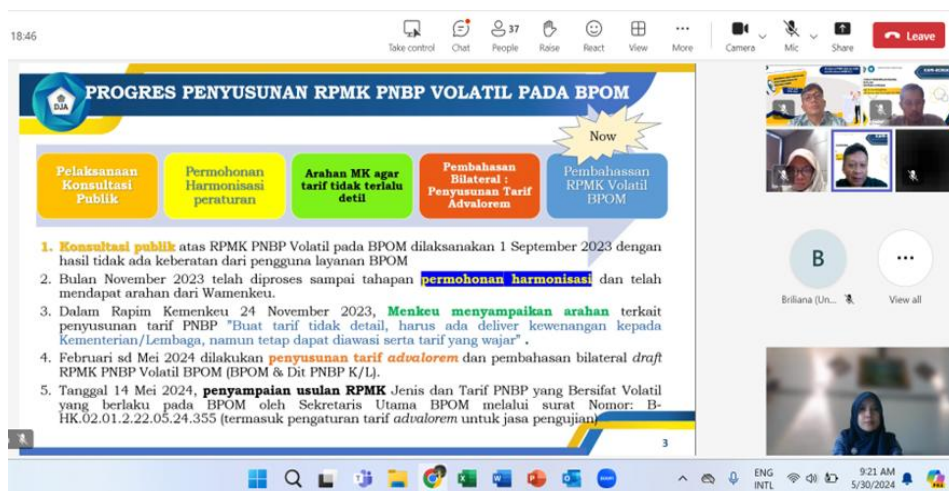 18:46
Take control
Chat
37
People
Raise
React
View
More
Camera
Mic
Share
Leave
DJA
PROGRES PENYUSUNAN RPMK PNBP VOLATIL PADA BPOM
Now
Pelaksanaan
Konsultasi
Publik
Permohonan
Harmonisasi
peraturan
Arahan MK agar
tarif tidak terlalu
detil
Pembahasan
Bilateral :
Penyusunan Tarif
Advalorem
Pembahassan
RPMK Volatil
BPOM
1. Konsultasi publik atas RPMK PNBP Volatil pada BPOM dilaksanakan 1 September 2023 dengan
hasil tidak ada keberatan dari pengguna layanan BPOM
2. Bulan November 2023 telah diproses sampai tahapan permohonan harmonisasi dan telah
mendapat arahan dari Wamenkeu.
3. Dalam Rapim Kemenkeu 24 November 2023, Menkeu menyampaikan arahan terkait
penyusunan tarif PNBP "Buat tarif tidak detail, harus ada deliver kewenangan kepada
Kementerian/Lembaga, namun tetap dapat diawasi serta tarif yang wajar" .
4. Februari sd Mei 2024 dilakukan penyusunan tarif advalorem dan pembahasan bilateral draft
RPMK PNBP Volatil BPOM (BPOM & Dit PNBP K/L).
5. Tanggal 14 Mei 2024, penyampaian usulan RPMK Jenis dan Tarif PNBP yang Bersifat Volatil
yang berlaku pada BPOM oleh Sekretaris Utama BPOM melalui surat Nomor: B-
HK.02.01.2.22.05.24.355 (termasuk pengaturan tarif advalorem untuk jasa pengujian)
3
B
Briliana (Un...
View all
ENG
INTL
9:21 AM
5/30/2024